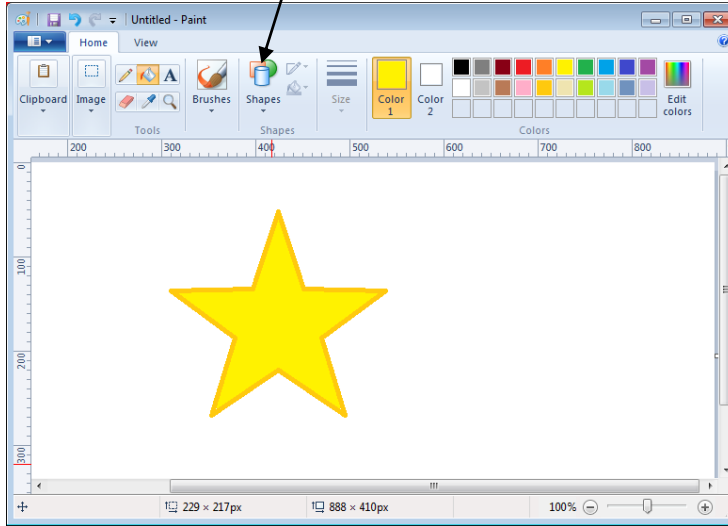 Untitled - Paint
Home View
Clipboard Image Brushes Shapes Size Color 1 Color 2 Edit colors
Tools Shapes Colors
200 300 400 500 600 700 800
0
100
200
300
229 × 217px 888 × 410px 100%